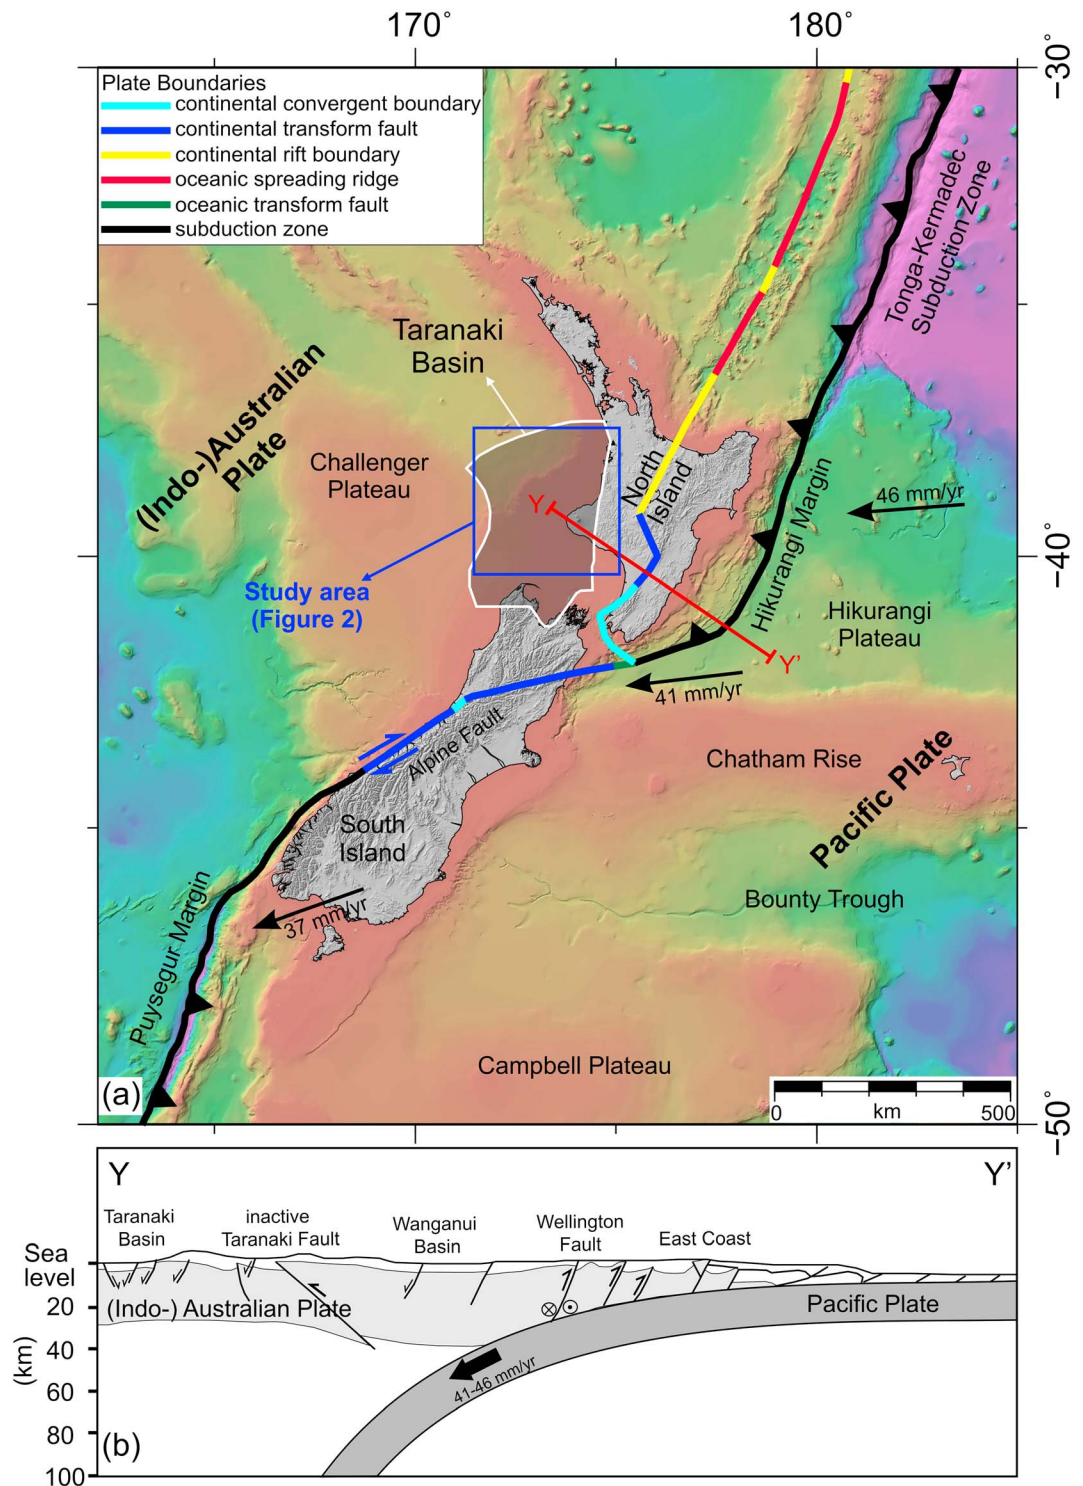 170°
180°
-30°
Plate Boundaries
continental convergent boundary
continental transform fault
continental rift boundary
oceanic spreading ridge
oceanic transform fault
subduction zone
Tonga-Kermadec
Subduction Zone
Taranaki
Basin
(Indo-)Australian
Plate
Challenger
Plateau
North
Island
Y
46 mm/yr
Hikurangi Margin
-40°
Study area
(Figure 2)
Hikurangi
Plateau
Y'
41 mm/yr
Alpine Fault
Chatham Rise
Pacific Plate
South
Island
Bounty Trough
37 mm/yr
Puysegur Margin
Campbell Plateau
(a)
0
km
500
-50°
Y
Y'
Taranaki
Basin
inactive
Taranaki Fault
Wanganui
Basin
Wellington
Fault
East Coast
Sea
level
20
40
60
80
100
(km)
(Indo-) Australian Plate
Pacific Plate
41-46 mm/yr
(b)